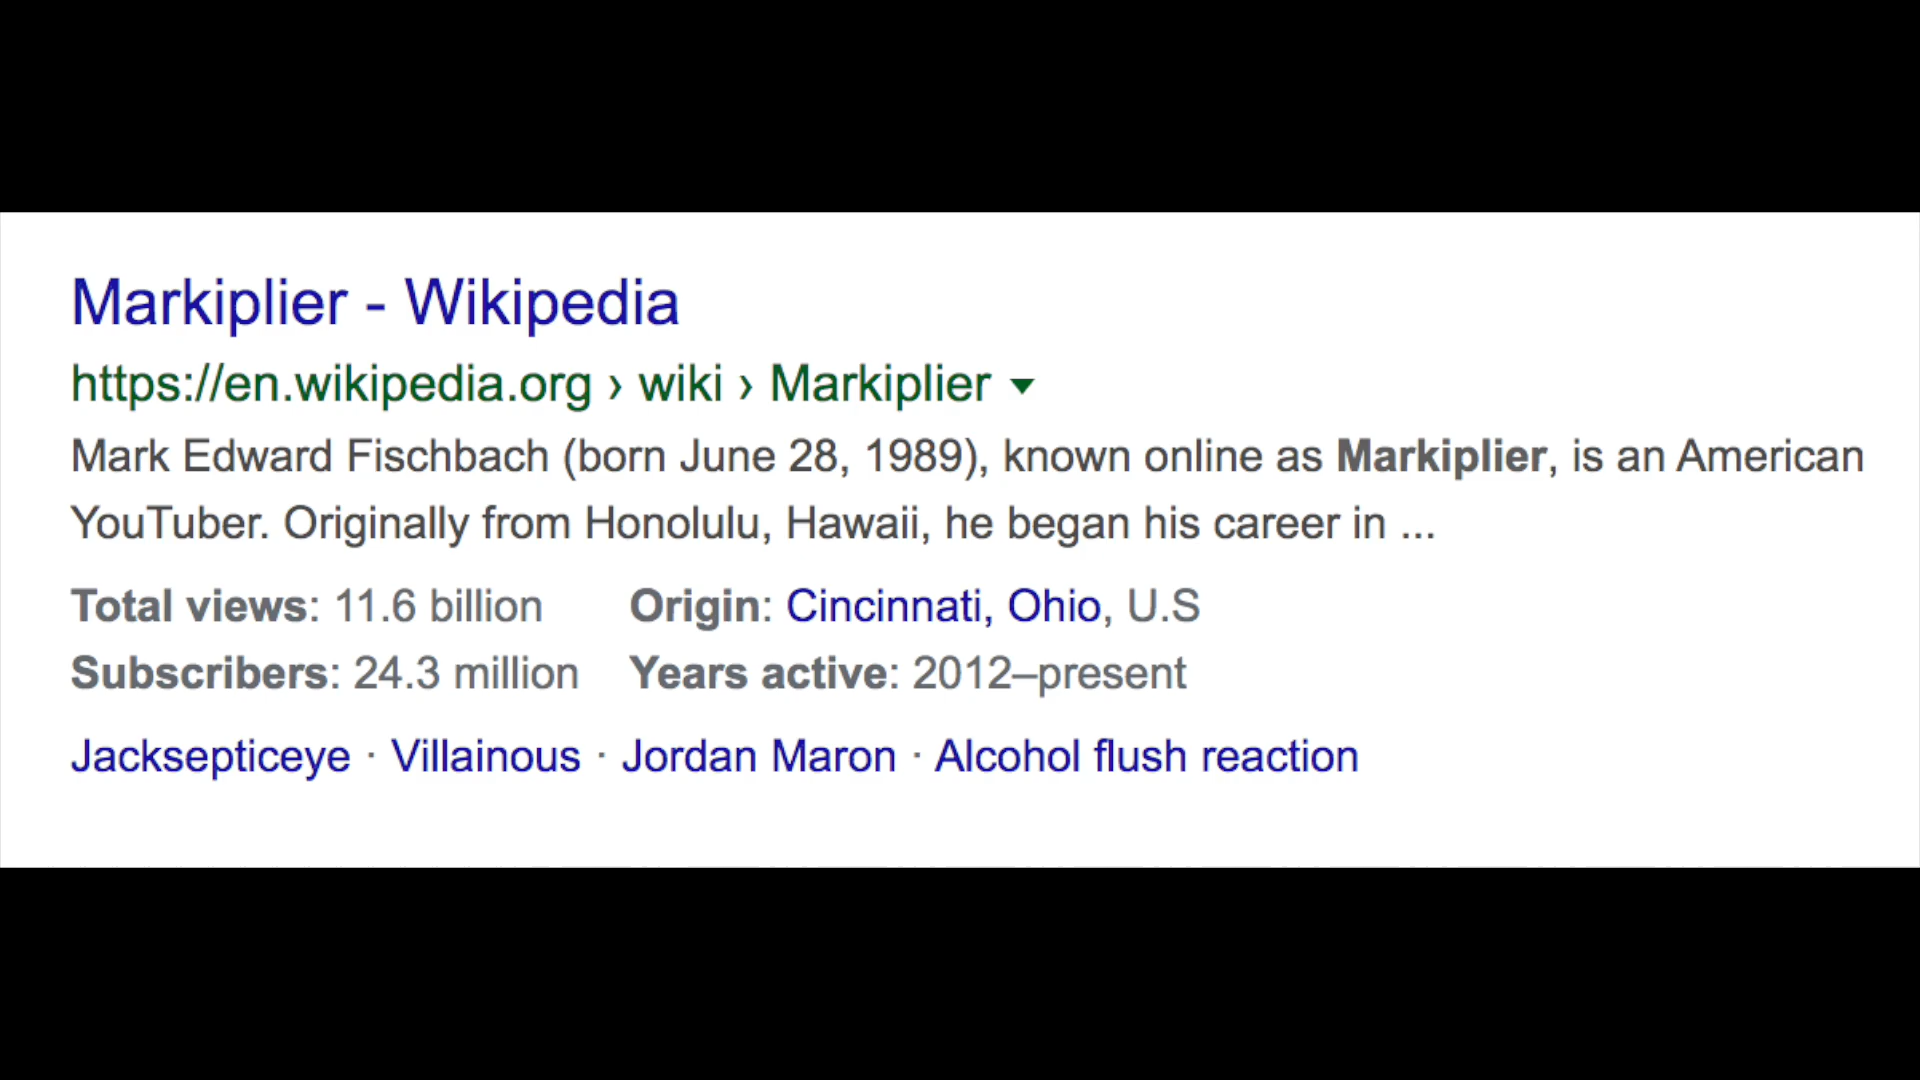 Markiplier - Wikipedia
https://en.wikipedia.org › wiki › Markiplier
Mark Edward Fischbach (born June 28, 1989), known online as Markiplier, is an American
YouTuber. Originally from Honolulu, Hawaii, he began his career in ...
Total views: 11.6 billion Origin: Cincinnati, Ohio, U.S
Subscribers: 24.3 million Years active: 2012–present
Jacksepticeye · Villainous · Jordan Maron · Alcohol flush reaction